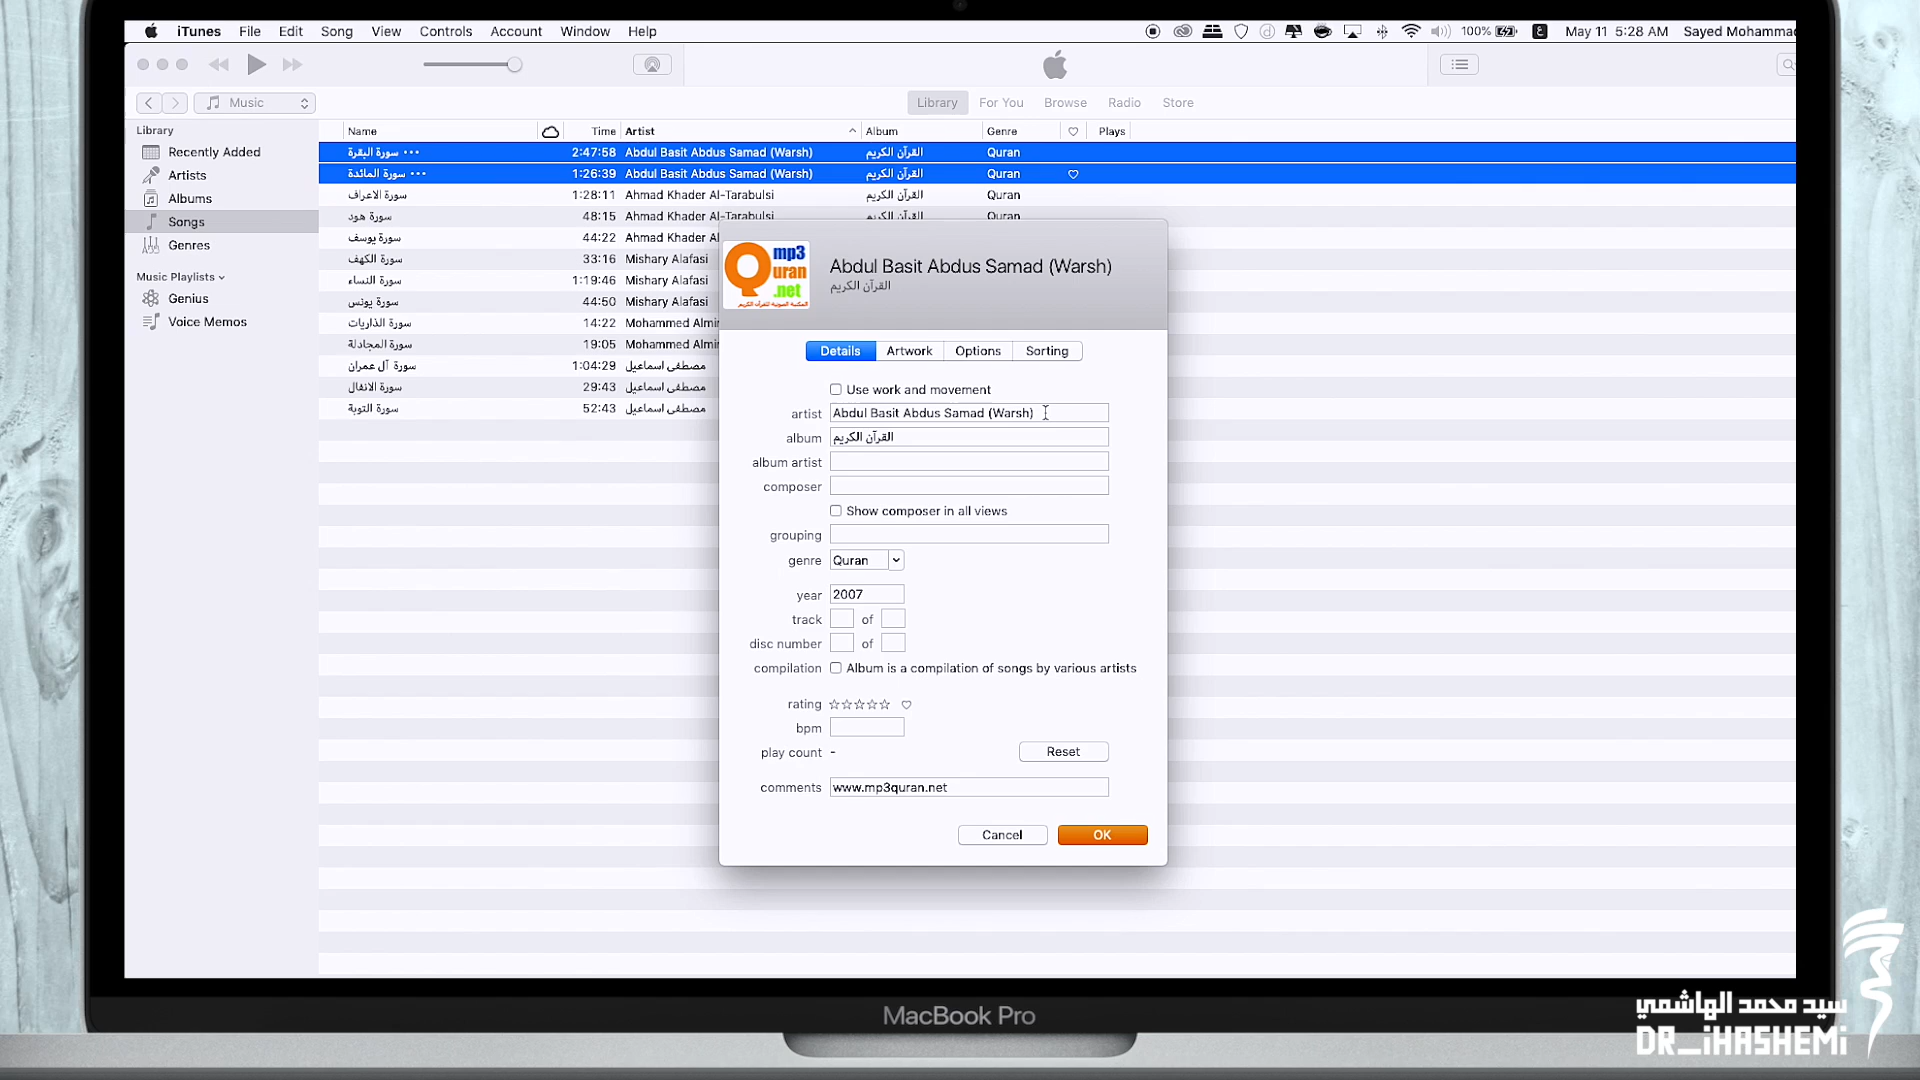 iTunes File Edit Song View Controls Account Window Help 100% May 11 5:28 AM Sayed Mohammad
Music Library For You Browse Radio Store
Library
Recently Added
Artists
Albums
Songs
Genres
Music Playlists
Genius
Voice Memos
Name Time Artist Album Genre Plays
سورة البقرة ••• 2:47:58 Abdul Basit Abdus Samad (Warsh) القرآن الكريم Quran
سورة المائدة ••• 1:26:39 Abdul Basit Abdus Samad (Warsh) القرآن الكريم Quran
سورة الاعراف 1:28:11 Ahmad Khader Al-Tarabulsi القرآن الكريم Quran
سورة هود 48:15 Ahmad Khader Al-Tarabulsi القرآن الكريم Quran
سورة يوسف 44:22 Ahmad Khader Al
سورة الكهف 33:16 Mishary Alafasi
سورة النساء 1:19:46 Mishary Alafasi
سورة يونس 44:50 Mishary Alafasi
سورة الذاريات 14:22 Mohammed Almin
سورة المجادلة 19:05 Mohammed Almin
سورة آل عمران 1:04:29 مصطفى اسماعيل
سورة الانفال 29:43 مصطفى اسماعيل
سورة التوبة 52:43 مصطفى اسماعيل
mp3
Quran
.net
المكتبة الصوتية للقرآن الكريم
Abdul Basit Abdus Samad (Warsh)
القرآن الكريم
Details Artwork Options Sorting
Use work and movement
artist Abdul Basit Abdus Samad (Warsh)
album القرآن الكريم
album artist
composer
Show composer in all views
grouping
genre Quran
year 2007
track of
disc number of
compilation Album is a compilation of songs by various artists
rating
bpm
play count -
Reset
comments www.mp3quran.net
Cancel OK
MacBook Pro
سيد محمد الهاشمي
DR_iHASHEMi